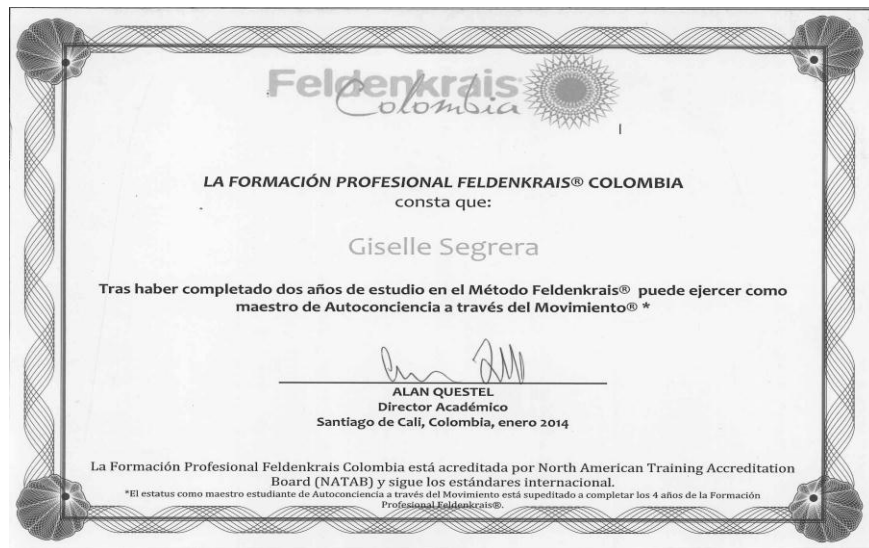 Feldenkrais
Colombia
LA FORMACIÓN PROFESIONAL FELDENKRAIS® COLOMBIA
consta que:
Giselle Segrera
Tras haber completado dos años de estudio en el Método Feldenkrais® puede ejercer como
maestro de Autoconciencia a través del Movimiento® *
ALAN QUESTEL
Director Académico
Santiago de Cali, Colombia, enero 2014
La Formación Profesional Feldenkrais Colombia está acreditada por North American Training Accreditation
Board (NATAB) y sigue los estándares internacional.
*El estatus como maestro estudiante de Autoconciencia a través del Movimiento está supeditado a completar los 4 años de la Formación
Profesional Feldenkrais®.